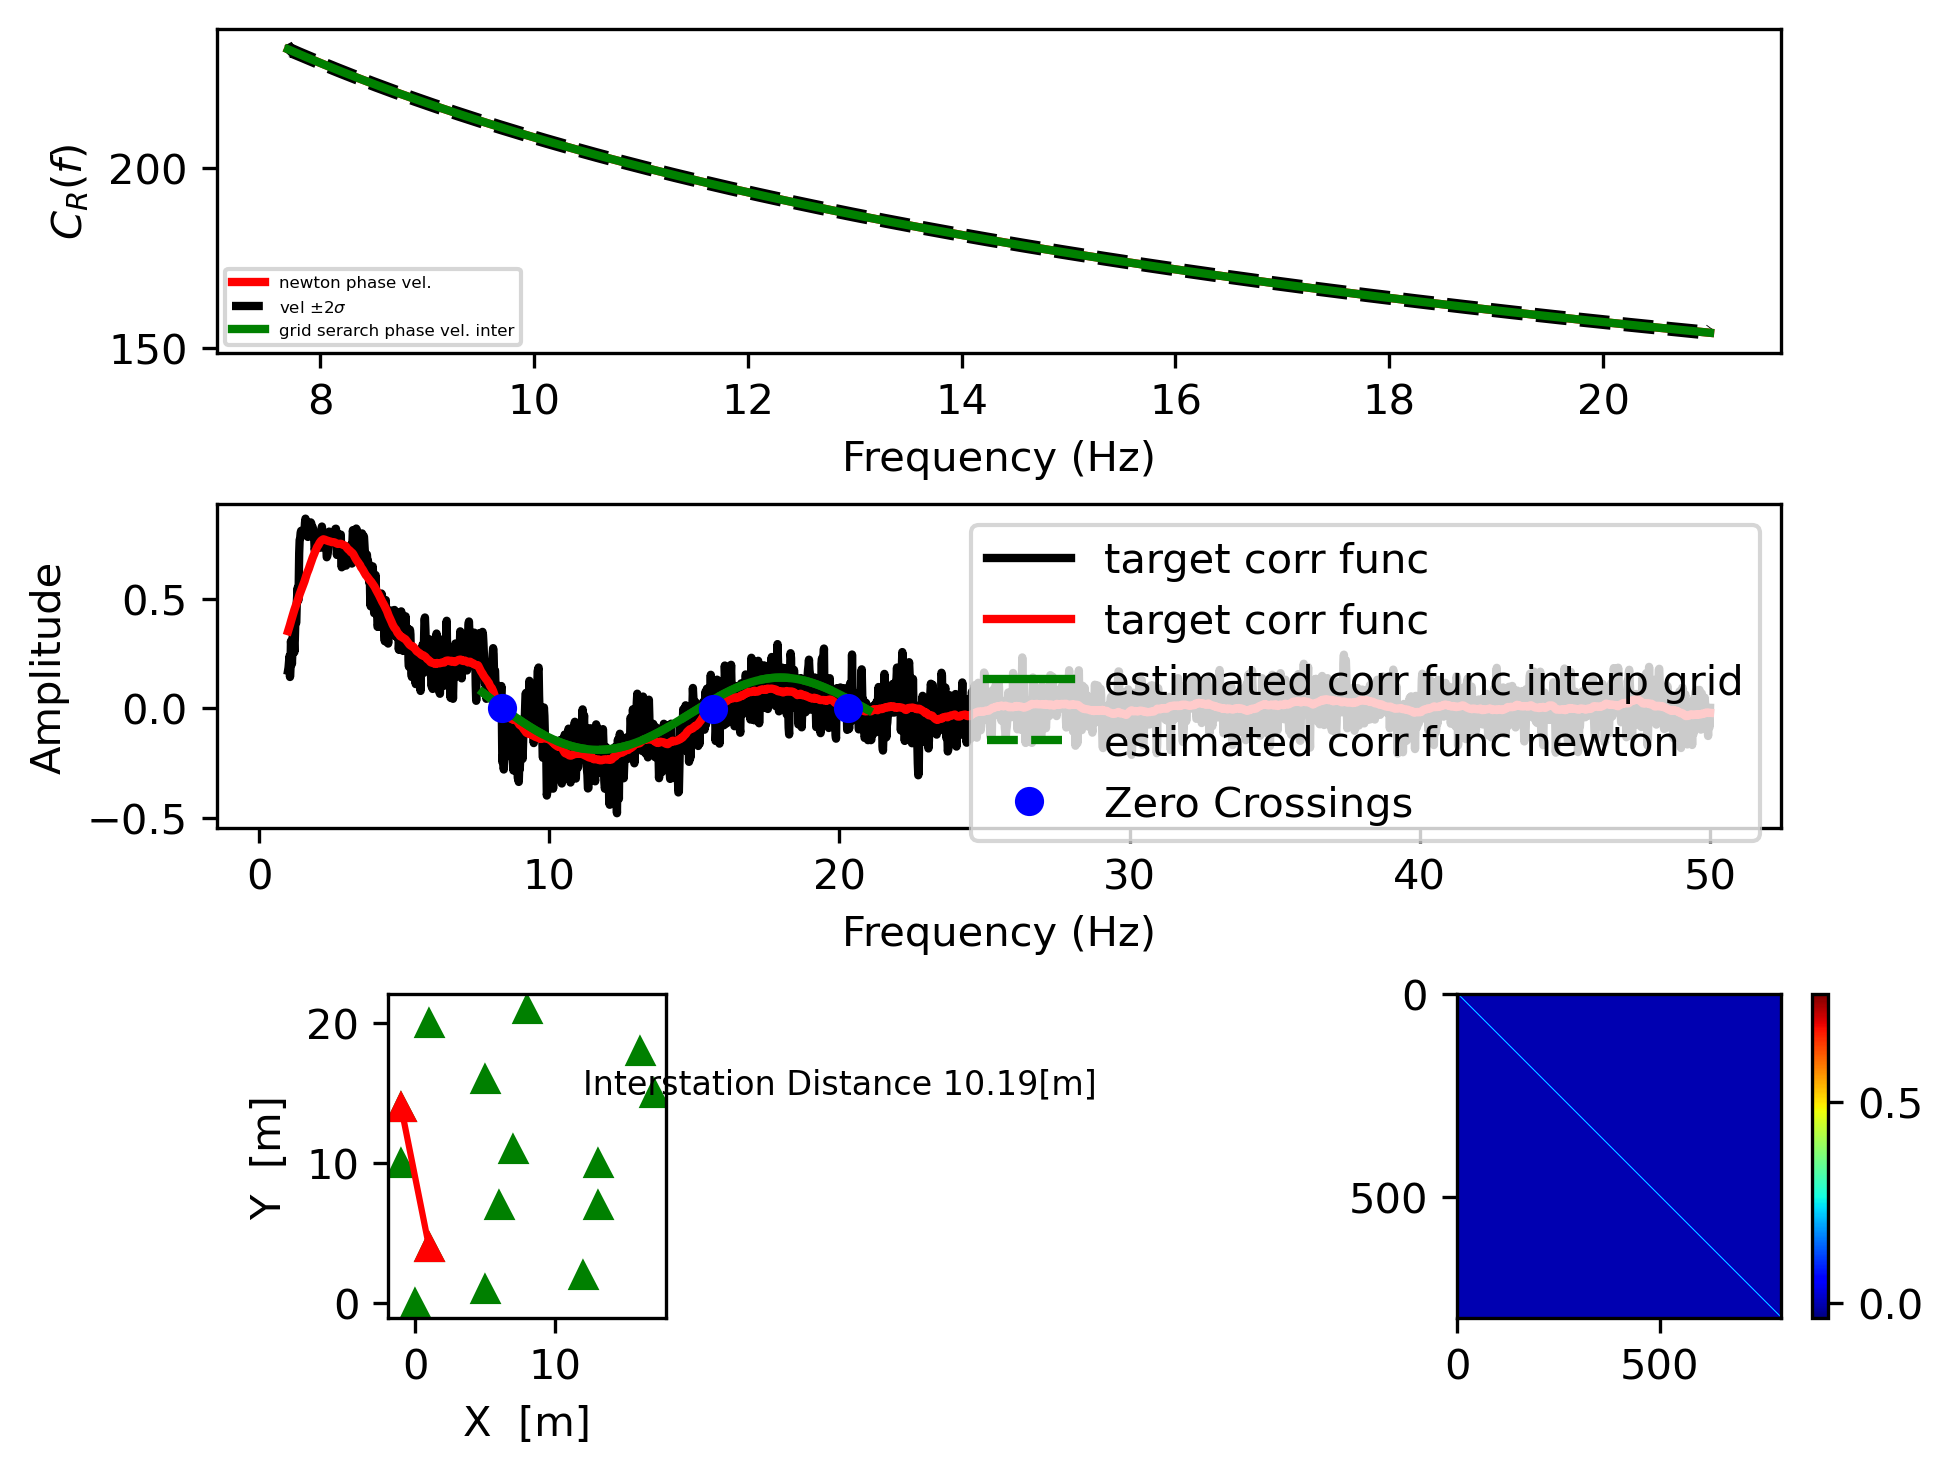 C_R(f)
200
150
newton phase vel.
vel ±2σ
grid serarch phase vel. inter
8 10 12 14 16 18 20
Frequency (Hz)
Amplitude
0.5
0.0
−0.5
target corr func
target corr func
estimated corr func interp grid
estimated corr func newton
Zero Crossings
0 10 20 30 40 50
Frequency (Hz)
Y [m]
20
10
0
Interstation Distance 10.19[m]
0 10
X [m]
0
500
0 500
0.5
0.0